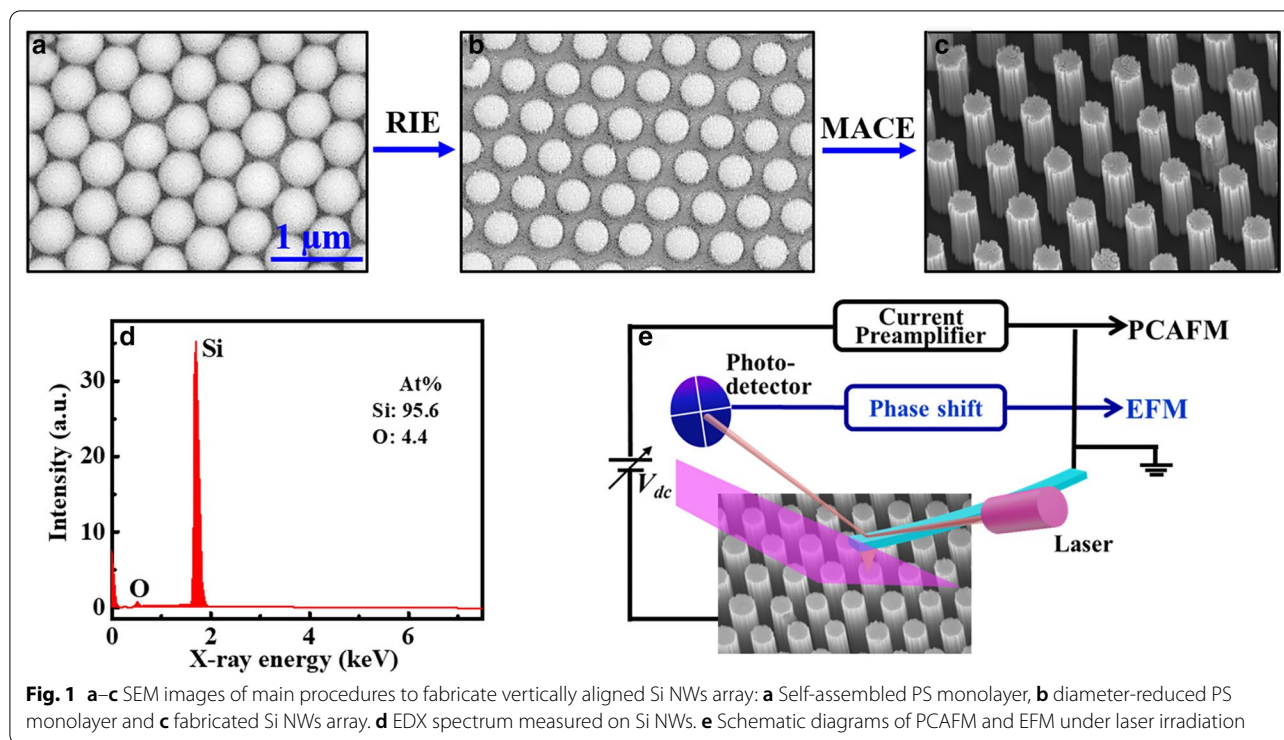 a
b
c
RIE
MACE
1 μm
d
Si
At%
Si: 95.6
O: 4.4
O
30
20
10
0
Intensity (a.u.)
0 2 4 6
X-ray energy (keV)
e
Current
Preamplifier
PCAFM
Photo-
detector
Phase shift
EFM
Vdc
Laser
Fig. 1 a–c SEM images of main procedures to fabricate vertically aligned Si NWs array: a Self-assembled PS monolayer, b diameter-reduced PS
monolayer and c fabricated Si NWs array. d EDX spectrum measured on Si NWs. e Schematic diagrams of PCAFM and EFM under laser irradiation